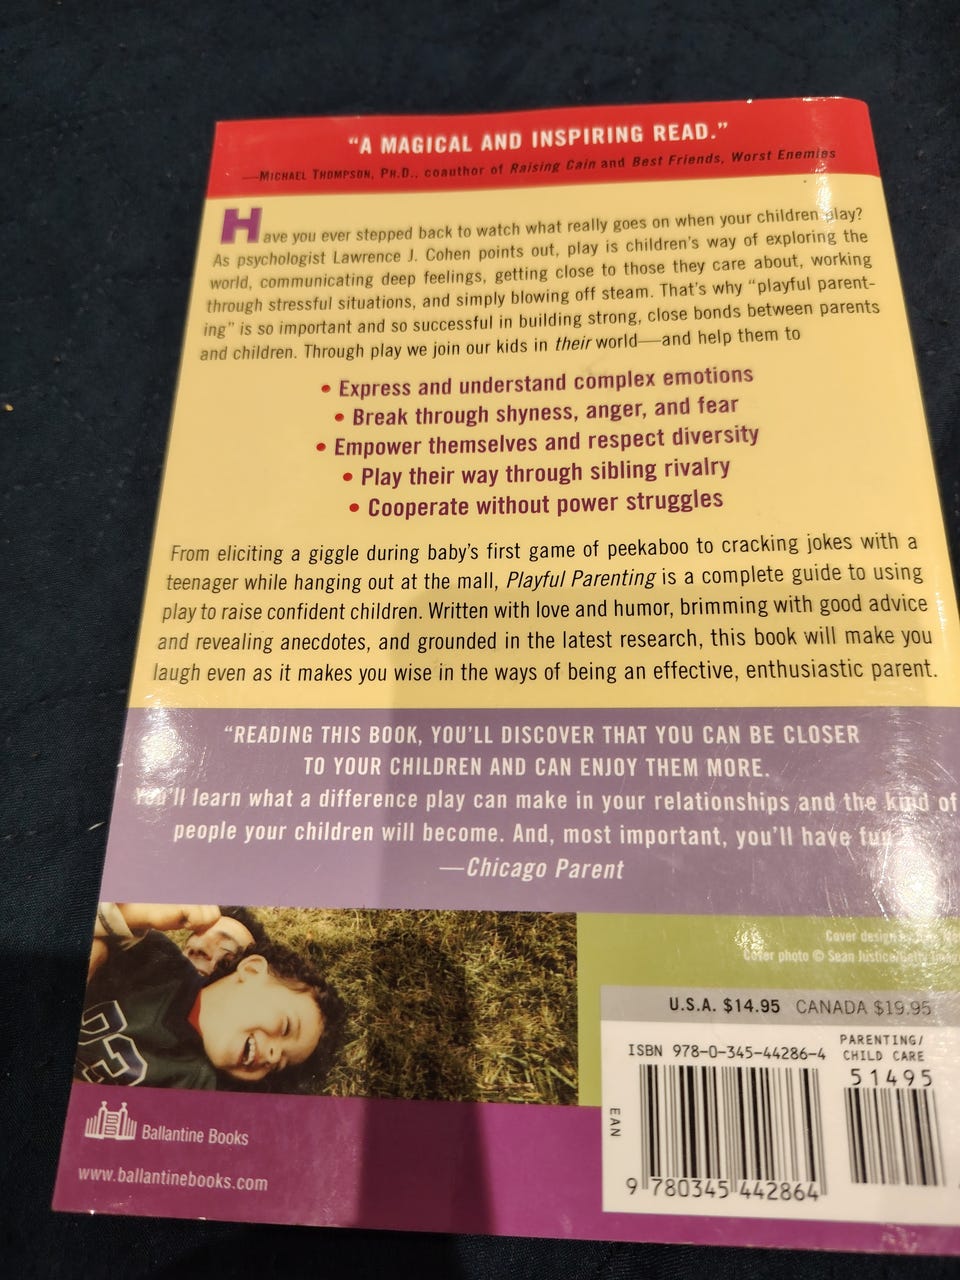 “A MAGICAL AND INSPIRING READ.”
—MICHAEL THOMPSON, PH.D., coauthor of Raising Cain and Best Friends, Worst Enemies
Have you ever stepped back to watch what really goes on when your children play?
As psychologist Lawrence J. Cohen points out, play is children’s way of exploring the
world, communicating deep feelings, getting close to those they care about, working
through stressful situations, and simply blowing off steam. That’s why “playful parent-
ing” is so important and so successful in building strong, close bonds between parents
and children. Through play we join our kids in their world—and help them to
• Express and understand complex emotions
• Break through shyness, anger, and fear
• Empower themselves and respect diversity
• Play their way through sibling rivalry
• Cooperate without power struggles
From eliciting a giggle during baby’s first game of peekaboo to cracking jokes with a
teenager while hanging out at the mall, Playful Parenting is a complete guide to using
play to raise confident children. Written with love and humor, brimming with good advice
and revealing anecdotes, and grounded in the latest research, this book will make you
laugh even as it makes you wise in the ways of being an effective, enthusiastic parent.
“READING THIS BOOK, YOU’LL DISCOVER THAT YOU CAN BE CLOSER
TO YOUR CHILDREN AND CAN ENJOY THEM MORE.
You’ll learn what a difference play can make in your relationships and the kind of
people your children will become. And, most important, you’ll have fun
—Chicago Parent
Cover design
Cover photo © Sean Justice/Getty
U.S.A. $14.95 CANADA $19.95
ISBN 978-0-345-44286-4
PARENTING/
CHILD CARE
51495
EAN
9 780345 442864
Ballantine Books
www.ballantinebooks.com